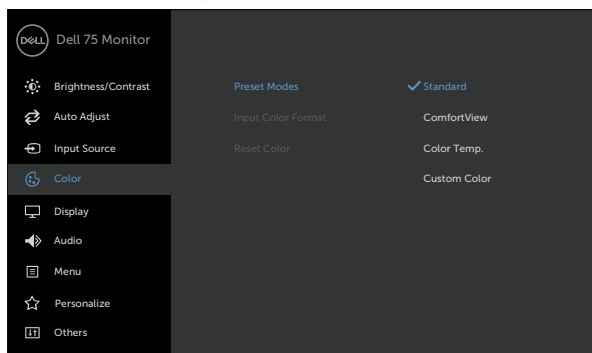 DELL Dell 75 Monitor
Brightness/Contrast Preset Modes Standard
Auto Adjust Input Color Format ComfortView
Input Source Reset Color Color Temp.
Color Custom Color
Display
Audio
Menu
Personalize
Others